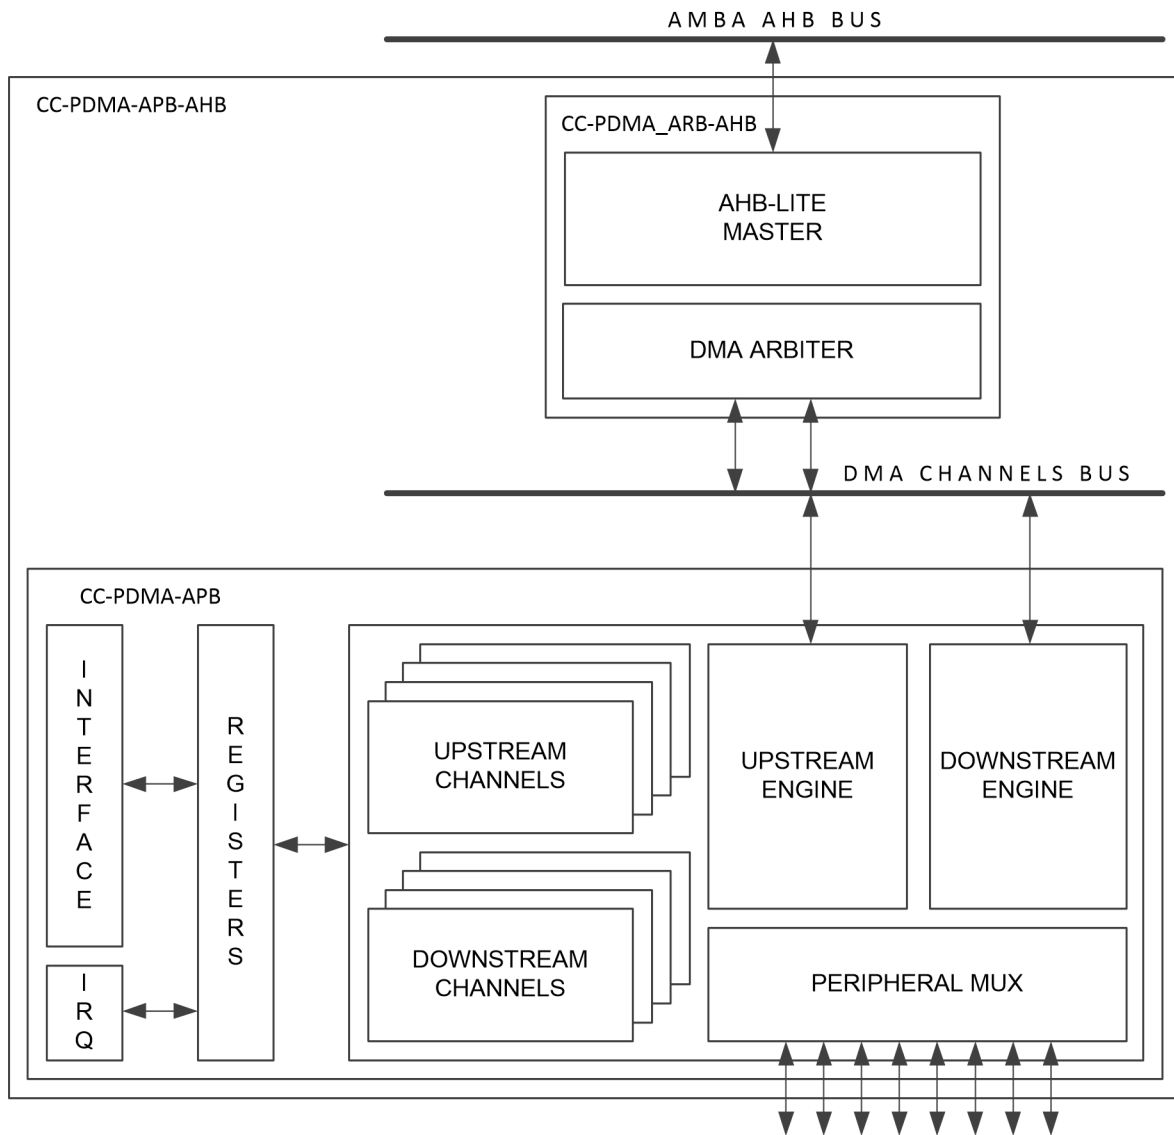 AMBA AHB BUS
CC-PDMA-APB-AHB
CC-PDMA_ARB-AHB
AHB-LITE
MASTER
DMA ARBITER
DMA CHANNELS BUS
CC-PDMA-APB
INTERFACE
REGISTERS
IRQ
UPSTREAM
CHANNELS
DOWNSTREAM
CHANNELS
UPSTREAM
ENGINE
DOWNSTREAM
ENGINE
PERIPHERAL MUX